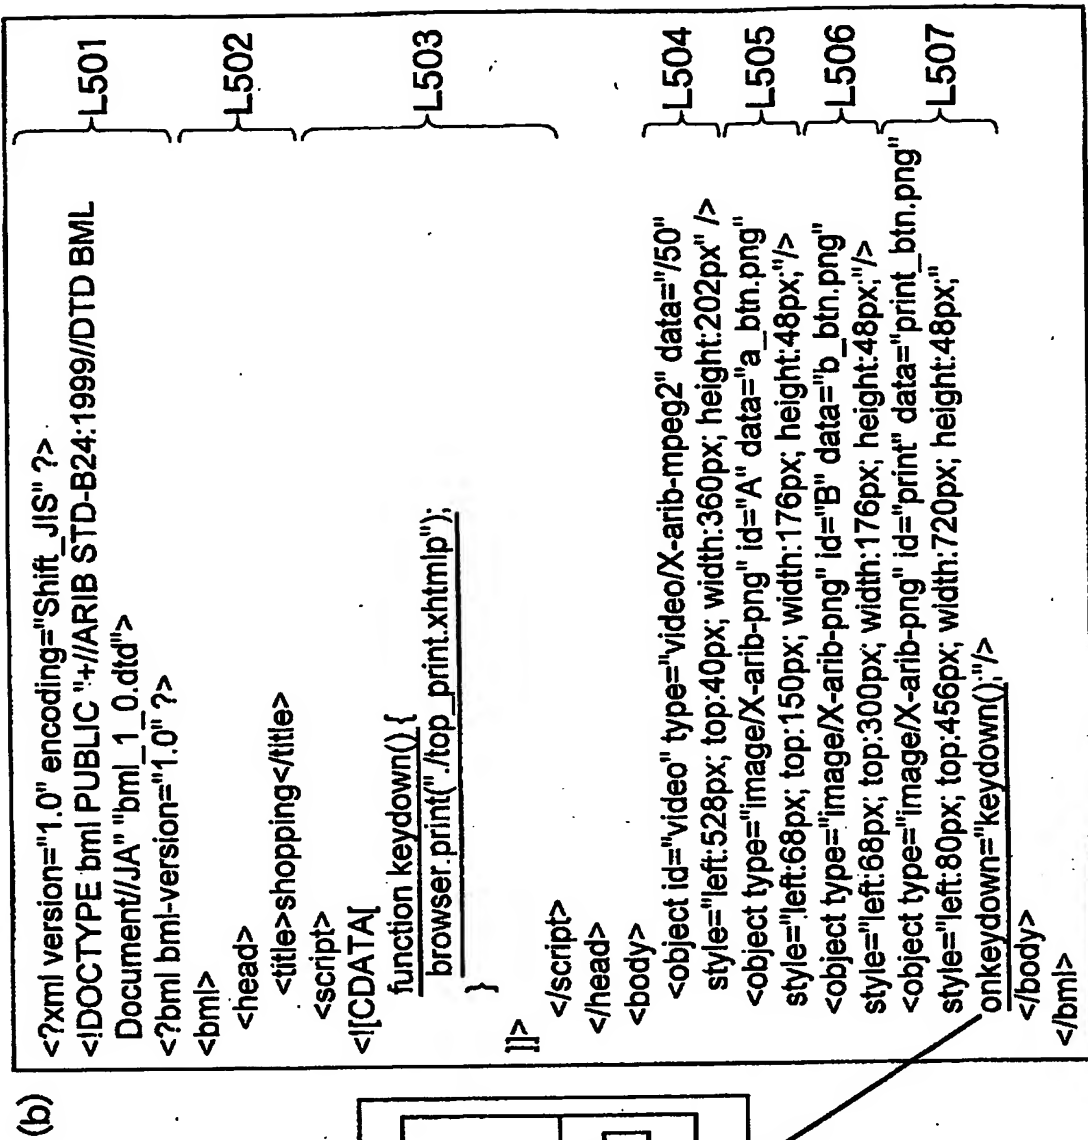 (b)
<?xml version="1.0" encoding="Shift_JIS" ?>
<!DOCTYPE bml PUBLIC "+//ARIB STD-B24:1999//DTD BML
Document//JA" "bml_1_0.dtd">
L501
<?bml bml-version="1.0" ?>
<bml>
<head>
<title>shopping</title>
L502
<script>
<![CDATA[
function keydown() {
browser.print("./top_print.xhtmlp");
}
]]>
L503
</script>
</head>
<body>
<object id="video" type="video/X-arib-mpeg2" data="/50"
style="left:528px; top:40px; width:360px; height:202px" />
L504
<object type="image/X-arib-png" id="A" data="a_btn.png"
style="left:68px; top:150px; width:176px; height:48px;"/>
L505
<object type="image/X-arib-png" id="B" data="b_btn.png"
style="left:68px; top:300px; width:176px; height:48px;"/>
L506
<object type="image/X-arib-png" id="print" data="print_btn.png"
style="left:80px; top:456px; width:720px; height:48px;"
onkeydown="keydown();"/>
L507
</body>
</bml>